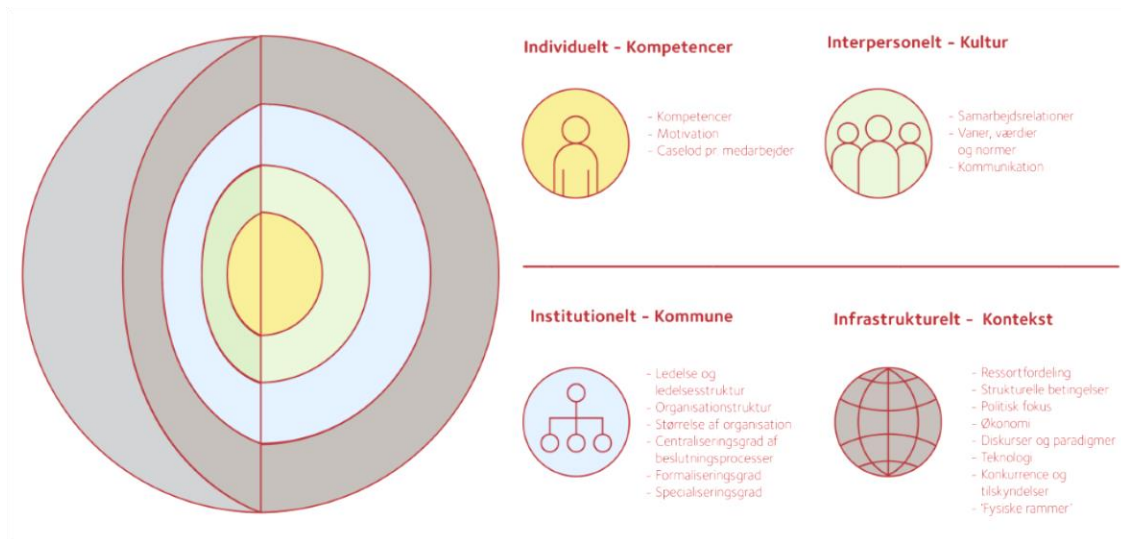 Individuelt - Kompetencer
- Kompetencer
- Motivation
- Caselod pr. medarbejder
Interpersonelt - Kultur
- Samarbejdsrelationer
- Vaner, værdier
og normer
- Kommunikation
Institutionelt - Kommune
- Ledelse og
ledelsesstruktur
- Organisationstruktur
- Størrelse af organisation
- Centraliseringsgrad af
beslutningsprocesser
- Formaliseringsgrad
- Specialiseringsgrad
Infrastrukturelt - Kontekst
- Ressortfordeling
- Strukturelle betingelser
- Politisk fokus
- Økonomi
- Diskurser og paradigmer
- Teknologi
- Konkurrence og
tilskyndelser
- 'Fysiske rammer'